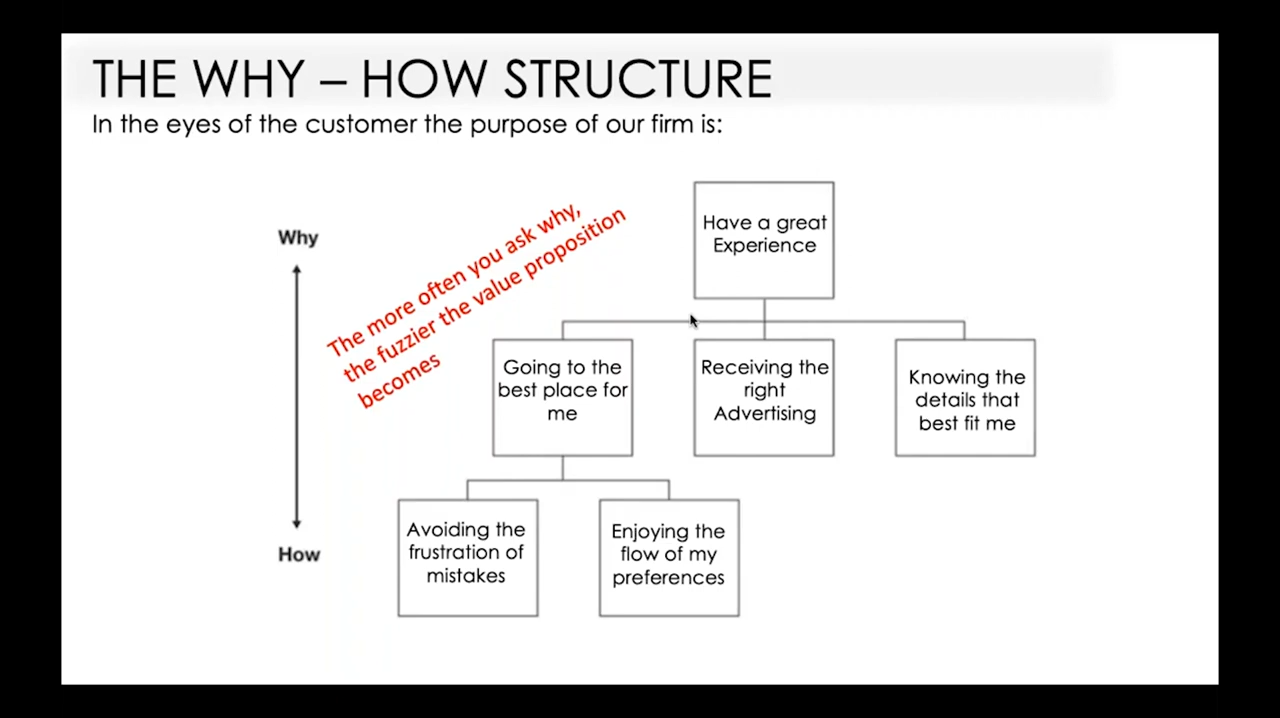 THE WHY – HOW STRUCTURE
In the eyes of the customer the purpose of our firm is:
Why
The more often you ask why,
the fuzzier the value proposition
becomes
Have a great
Experience
Going to the
best place for
me
Receiving the
right
Advertising
Knowing the
details that
best fit me
How
Avoiding the
frustration of
mistakes
Enjoying the
flow of my
preferences